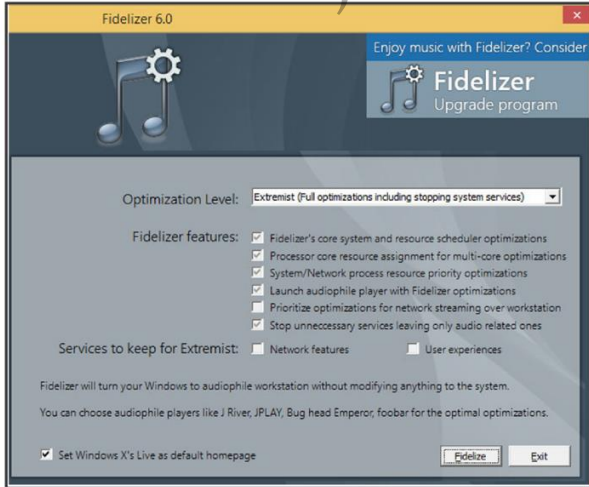 Fidelizer 6.0
Enjoy music with Fidelizer? Consider
Fidelizer
Upgrade program
Optimization Level: Extremist (Full optimizations including stopping system services)
Fidelizer features: Fidelizer's core system and resource scheduler optimizations
Processor core resource assignment for multi-core optimizations
System/Network process resource priority optimizations
Launch audiophile player with Fidelizer optimizations
Prioritize optimizations for network streaming over workstation
Stop unneccessary services leaving only audio related ones
Services to keep for Extremist: Network features User experiences
Fidelizer will turn your Windows to audiophile workstation without modifying anything to the system.
You can choose audiophile players like J River, JPLAY, Bug head Emperor, foobar for the optimal optimizations.
Set Windows X's Live as default homepage Fidelize Exit